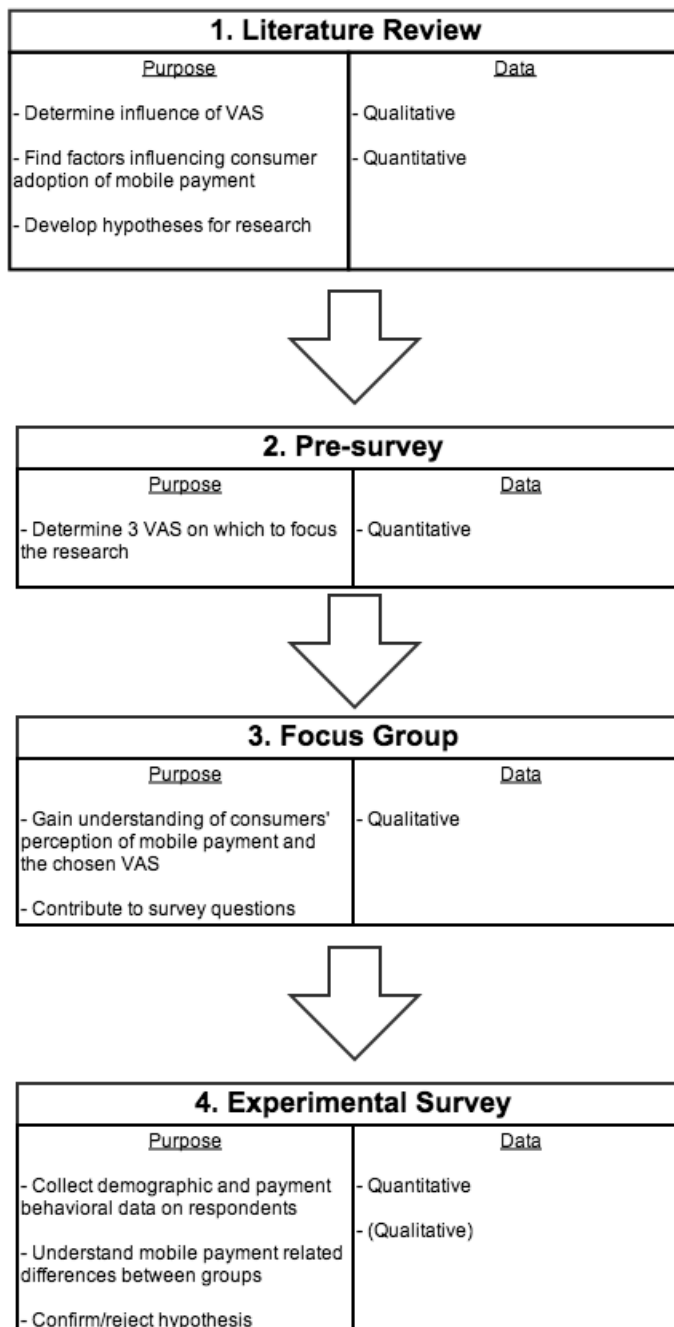 1. Literature Review
Purpose
- Determine influence of VAS
- Find factors influencing consumer
adoption of mobile payment
- Develop hypotheses for research
Data
- Qualitative
- Quantitative
2. Pre-survey
Purpose
- Determine 3 VAS on which to focus
the research
Data
- Quantitative
3. Focus Group
Purpose
- Gain understanding of consumers'
perception of mobile payment and
the chosen VAS
- Contribute to survey questions
Data
- Qualitative
4. Experimental Survey
Purpose
- Collect demographic and payment
behavioral data on respondents
- Understand mobile payment related
differences between groups
- Confirm/reject hypothesis
Data
- Quantitative
- (Qualitative)